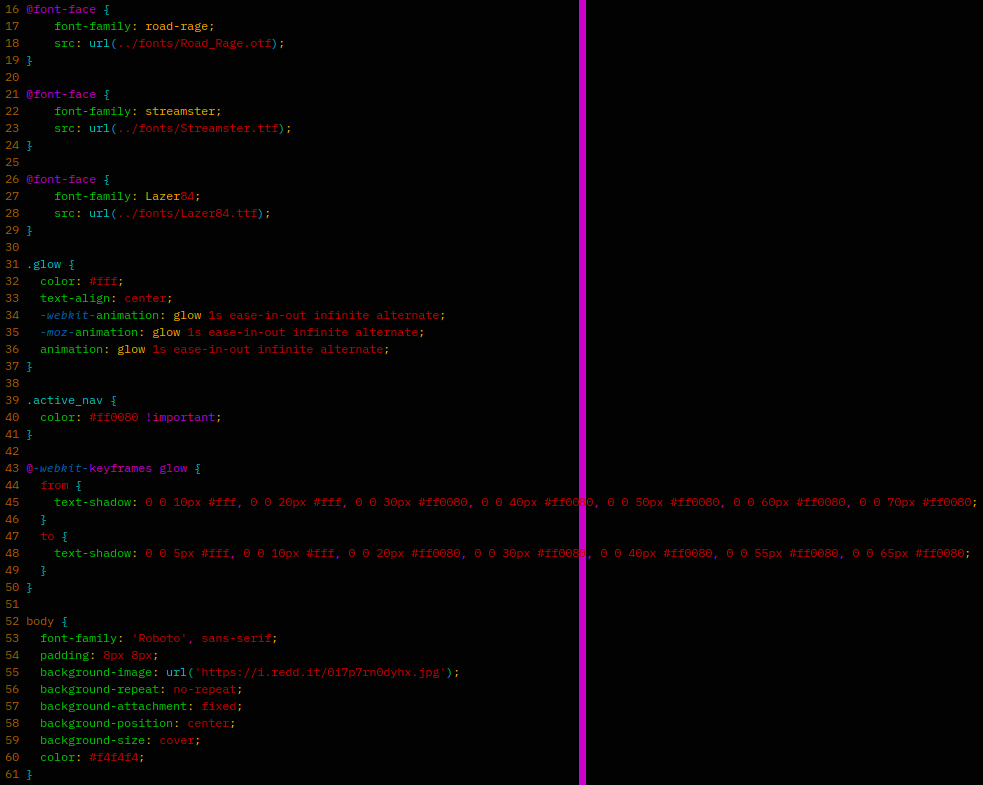 16 @font-face {
17     font-family: road-rage;
18     src: url(../fonts/Road_Rage.otf);
19 }
20
21 @font-face {
22     font-family: streamster;
23     src: url(../fonts/Streamster.ttf);
24 }
25
26 @font-face {
27     font-family: Lazer84;
28     src: url(../fonts/Lazer84.ttf);
29 }
30
31 .glow {
32   color: #fff;
33   text-align: center;
34   -webkit-animation: glow 1s ease-in-out infinite alternate;
35   -moz-animation: glow 1s ease-in-out infinite alternate;
36   animation: glow 1s ease-in-out infinite alternate;
37 }
38
39 .active_nav {
40   color: #ff0080 !important;
41 }
42
43 @-webkit-keyframes glow {
44   from {
45     text-shadow: 0 0 10px #fff, 0 0 20px #fff, 0 0 30px #ff0080, 0 0 40px #ff0080, 0 0 50px #ff0080, 0 0 60px #ff0080, 0 0 70px #ff0080;
46   }
47   to {
48     text-shadow: 0 0 5px #fff, 0 0 10px #fff, 0 0 20px #ff0080, 0 0 30px #ff0080, 0 0 40px #ff0080, 0 0 55px #ff0080, 0 0 65px #ff0080;
49   }
50 }
51
52 body {
53   font-family: 'Roboto', sans-serif;
54   padding: 8px 8px;
55   background-image: url('https://i.redd.it/0i7p7rn0dyhx.jpg');
56   background-repeat: no-repeat;
57   background-attachment: fixed;
58   background-position: center;
59   background-size: cover;
60   color: #f4f4f4;
61 }